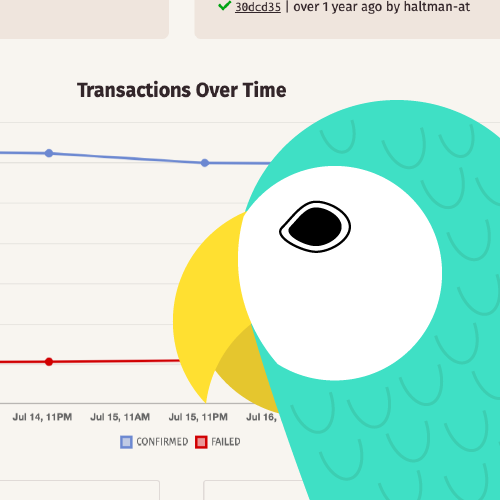 ✔ 30dcd35 | over 1 year ago by haltman-at
Transactions Over Time
Jul 14, 11PM Jul 15, 11AM Jul 15, 11PM Jul 16,
CONFIRMED FAILED